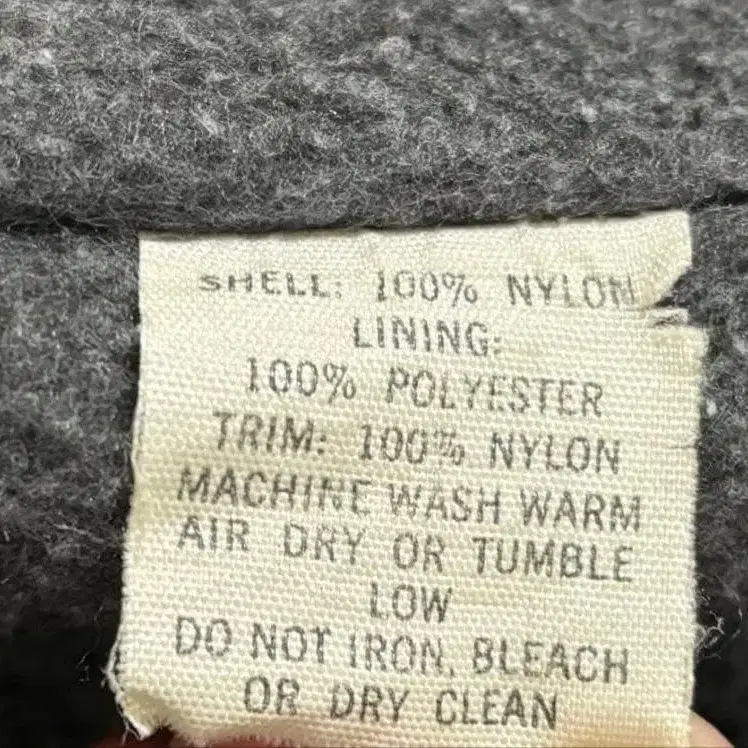 SHELL: 100% NYLON
LINING:
100% POLYESTER
TRIM: 100% NYLON
MACHINE WASH WARM
AIR DRY OR TUMBLE
LOW
DO NOT IRON, BLEACH
OR DRY CLEAN